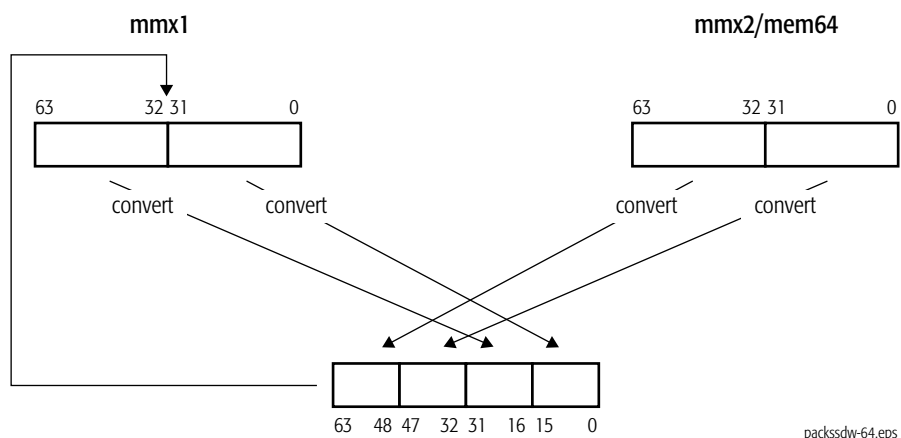 mmx1 mmx2/mem64
63 32 31 0 63 32 31 0
convert convert convert convert
63 48 47 32 31 16 15 0
packssdw-64.eps